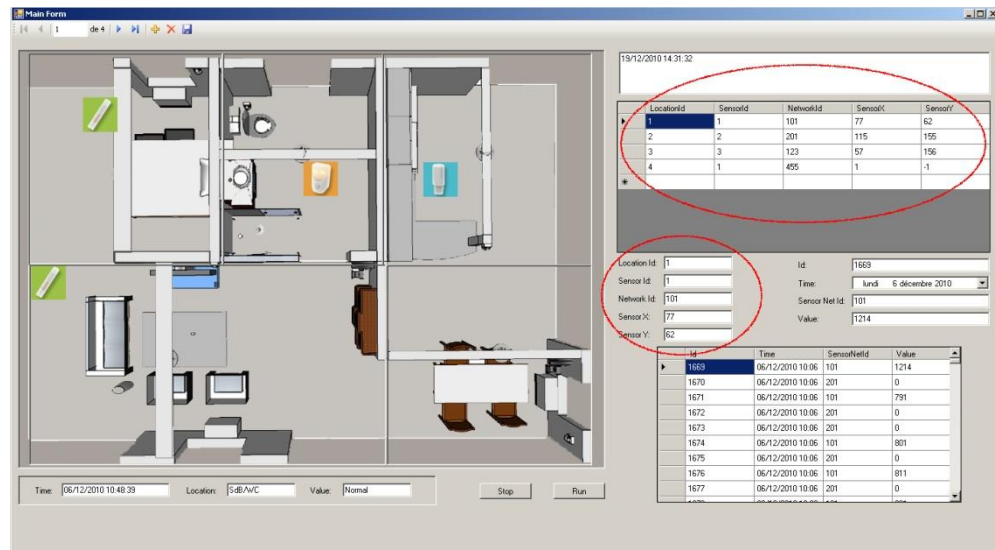 Main Form
1 de 4
19/12/2010 14:31:32
LocationId SensorId NetworkId SensorX SensorY
1 1 101 77 62
2 2 201 115 155
3 3 123 57 156
4 1 455 1 -1
Location Id: 1
Sensor Id: 1
Network Id: 101
Sensor X: 77
Sensor Y: 62
Id: 1669
Time: lundi 6 décembre 2010
Sensor Net Id: 101
Value: 1214
Id Time SensorNetId Value
1669 06/12/2010 10:06 101 1214
1670 06/12/2010 10:06 201 0
1671 06/12/2010 10:06 101 791
1672 06/12/2010 10:06 201 0
1673 06/12/2010 10:06 201 0
1674 06/12/2010 10:06 101 801
1675 06/12/2010 10:06 201 0
1676 06/12/2010 10:06 101 811
1677 06/12/2010 10:06 201 0
Time: 06/12/2010 10:48:39 Location: SdB/WC Value: Normal Stop Run